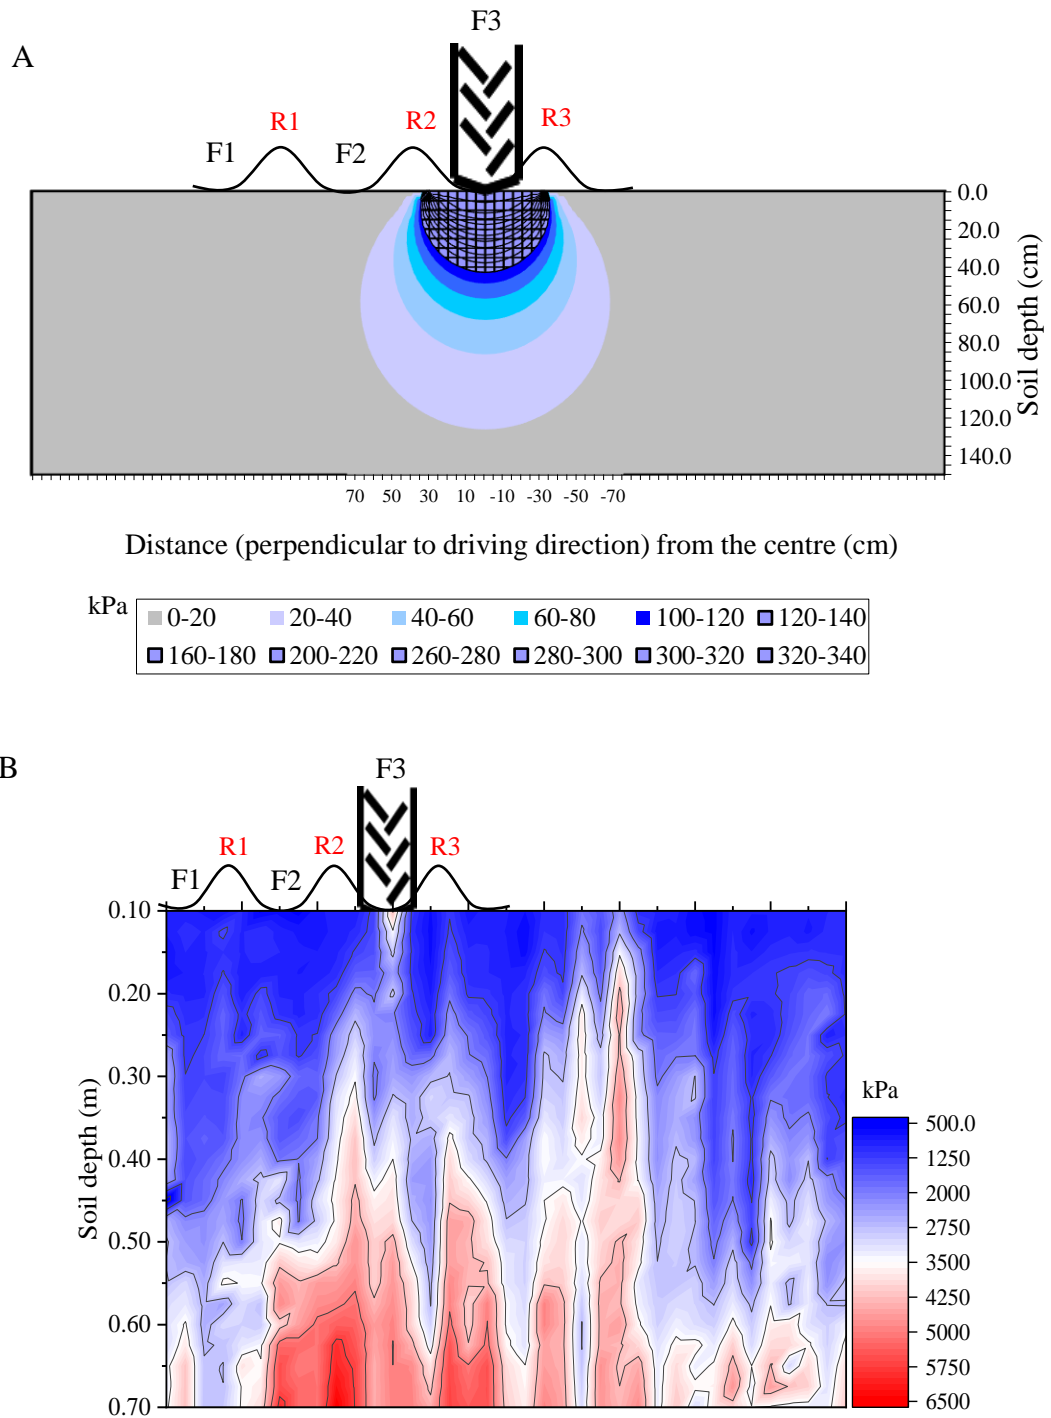 F3
A
R1
R2
R3
F1
F2
0.0
20.0
40.0
60.0
80.0
100.0
120.0
140.0
Soil depth (cm)
70 50 30 10 -10 -30 -50 -70
Distance (perpendicular to driving direction) from the centre (cm)
kPa
0-20 20-40 40-60 60-80 100-120 120-140
160-180 200-220 260-280 280-300 300-320 320-340
B
F3
R1
R2
R3
F1
F2
0.10
0.20
0.30
0.40
0.50
0.60
0.70
Soil depth (m)
kPa
500.0
1250
2000
2750
3500
4250
5000
5750
6500